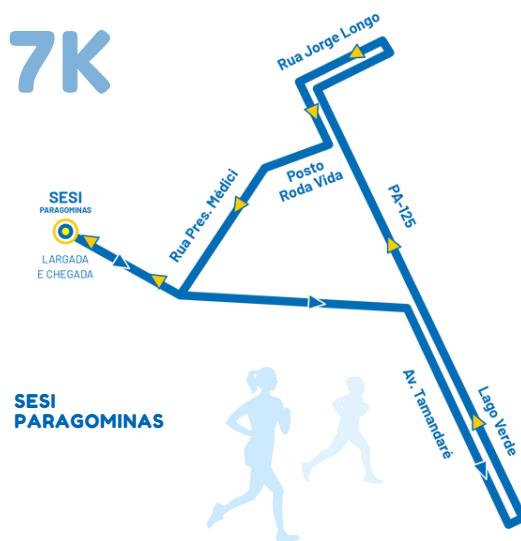 7K
Rua Jorge Longo
Posto
Roda Vida
Rua Pres. Médici
PA-125
SESI
PARAGOMINAS
LARGADA
E CHEGADA
Av. Tamandaré
Lago Verde
SESI
PARAGOMINAS